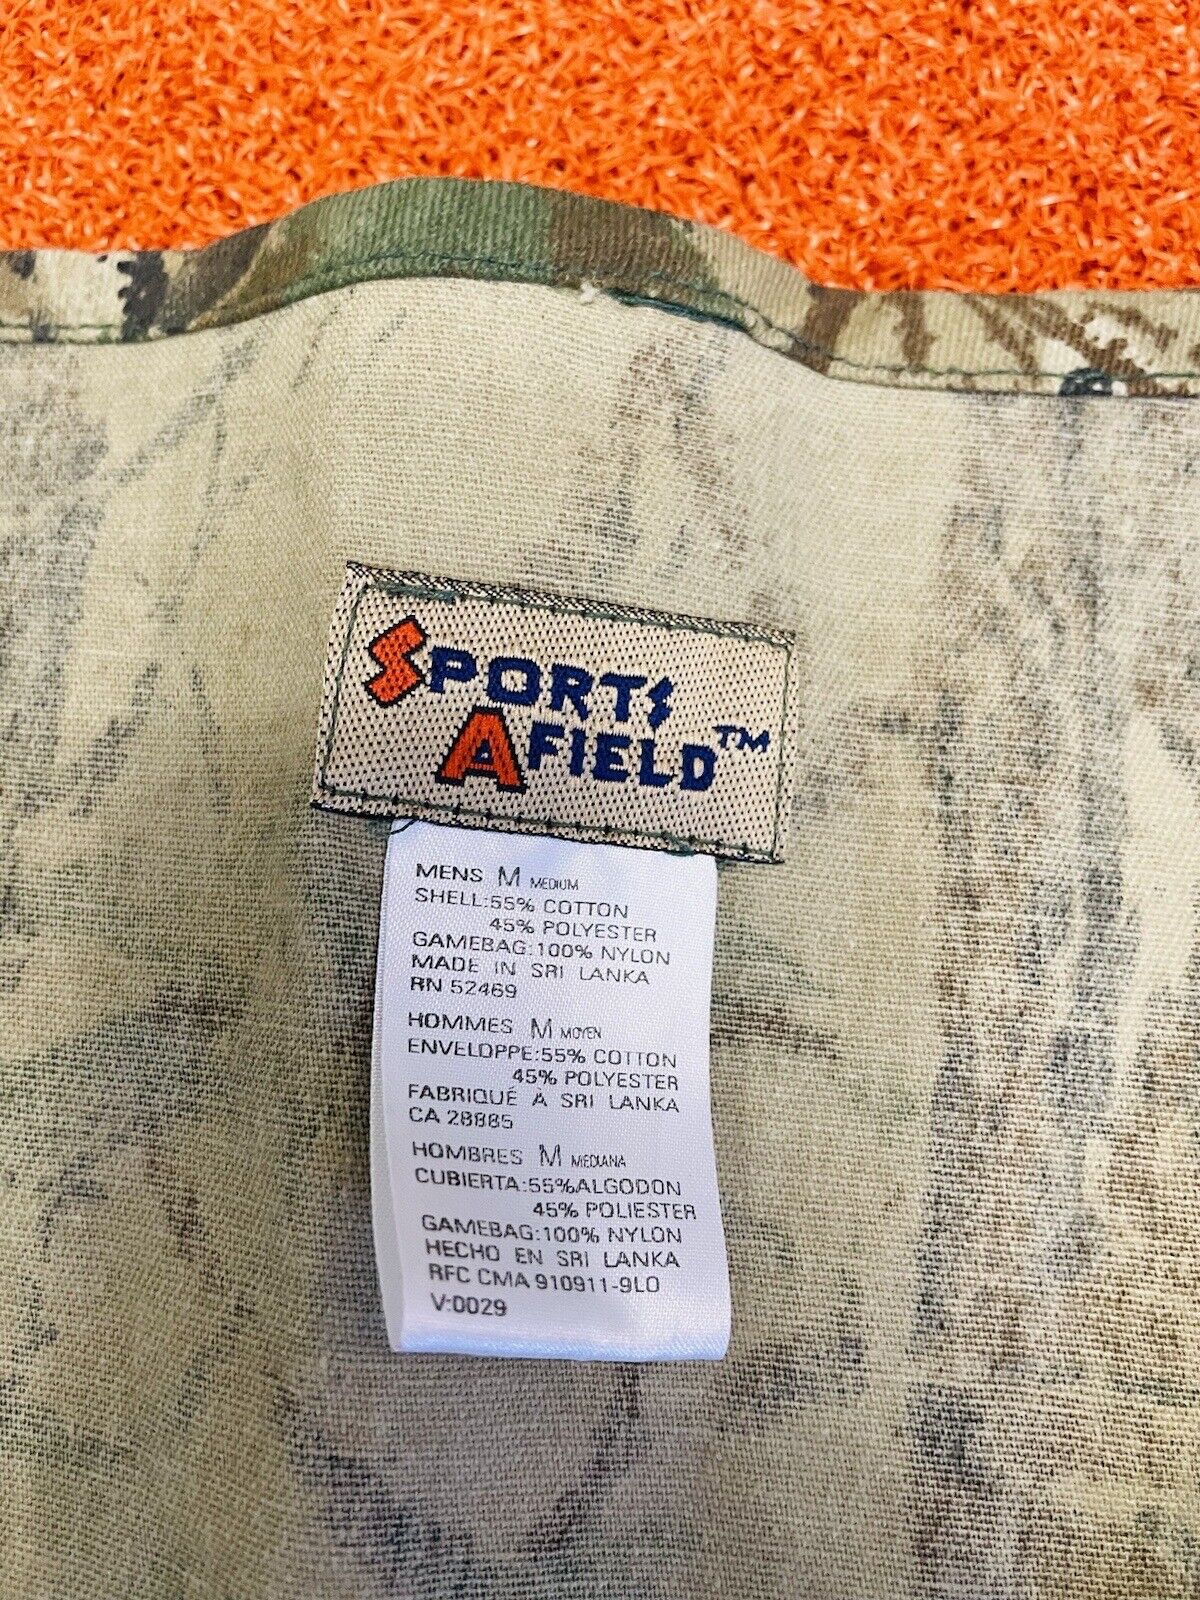 SPORTS
AFIELD™
MENS M MEDIUM
SHELL:55% COTTON
45% POLYESTER
GAMEBAG:100% NYLON
MADE IN SRI LANKA
RN 52469
HOMMES M MOYEN
ENVELOPPE:55% COTTON
45% POLYESTER
FABRIQUÉ À SRI LANKA
CA 28885
HOMBRES M MEDIANA
CUBIERTA:55%ALGODON
45% POLIESTER
GAMEBAG:100% NYLON
HECHO EN SRI LANKA
RFC CMA 910911-9L0
V:0029